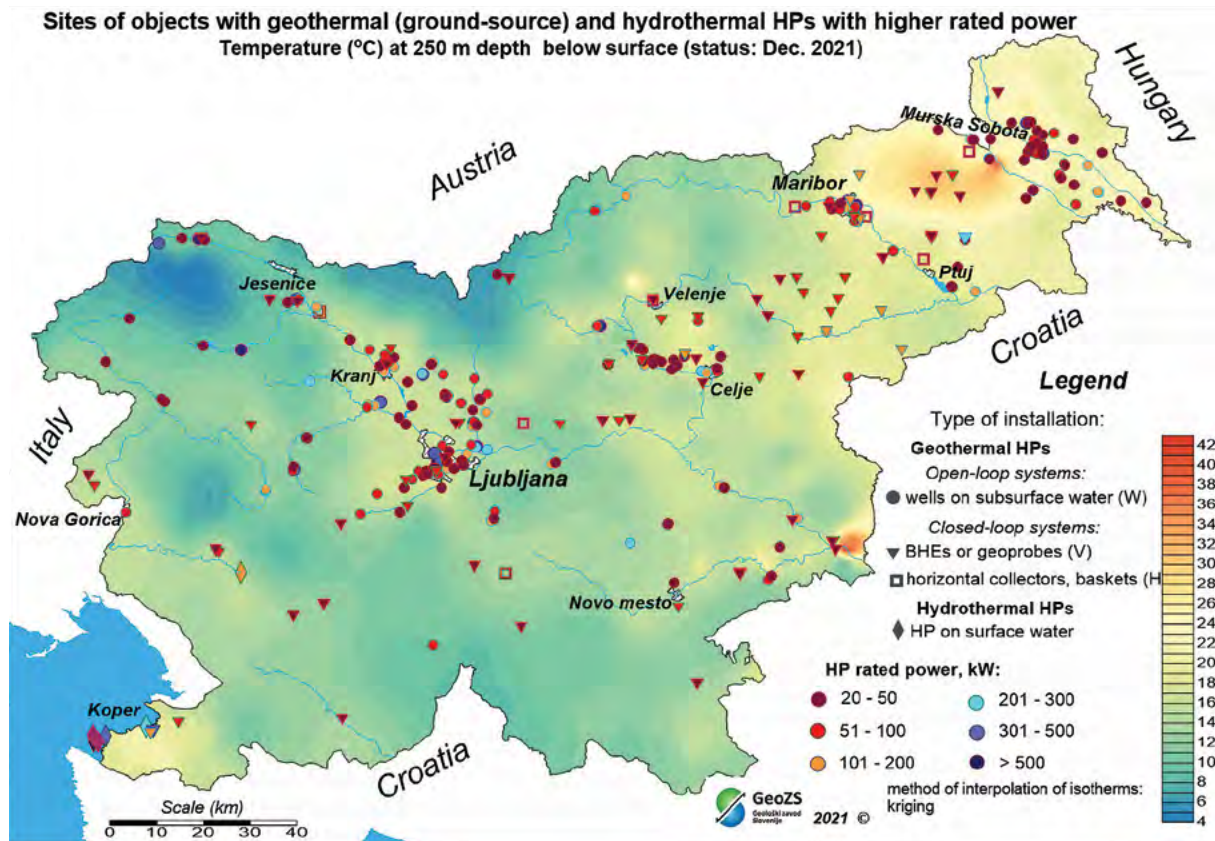 Sites of objects with geothermal (ground-source) and hydrothermal HPs with higher rated power
Temperature (ºC) at 250 m depth below surface (status: Dec. 2021)
Hungary
Murska Sobota
Austria
Maribor
Jesenice
Velenje
Ptuj
Croatia
Kranj
Celje
Italy
Ljubljana
Nova Gorica
Novo mesto
Koper
Croatia
Scale (km)
0 10 20 30 40
Legend
Type of installation:
Geothermal HPs
Open-loop systems:
wells on subsurface water (W)
Closed-loop systems:
BHEs or geoprobes (V)
horizontal collectors, baskets (H
Hydrothermal HPs
HP on surface water
HP rated power, kW:
20 - 50
51 - 100
101 - 200
201 - 300
301 - 500
> 500
method of interpolation of isotherms:
kriging
GeoZS
Geološki zavod
Slovenije
2021 ©
42
40
38
36
34
32
30
28
26
24
22
20
18
16
14
12
10
8
6
4